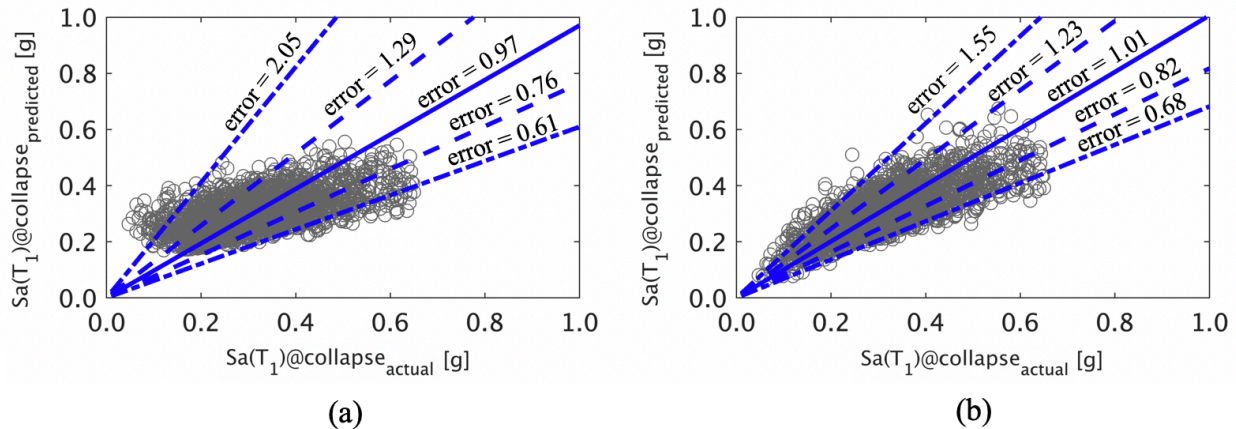 1.0
0.8
0.6
0.4
0.2
0.0
Sa(T1)@collapsepredicted [g]
error = 2.05
error = 1.29
error = 0.97
error = 0.76
error = 0.61
0.0 0.2 0.4 0.6 0.8 1.0
Sa(T1)@collapseactual [g]
(a)
1.0
0.8
0.6
0.4
0.2
0.0
Sa(T1)@collapsepredicted [g]
error = 1.55
error = 1.23
error = 1.01
error = 0.82
error = 0.68
0.0 0.2 0.4 0.6 0.8 1.0
Sa(T1)@collapseactual [g]
(b)